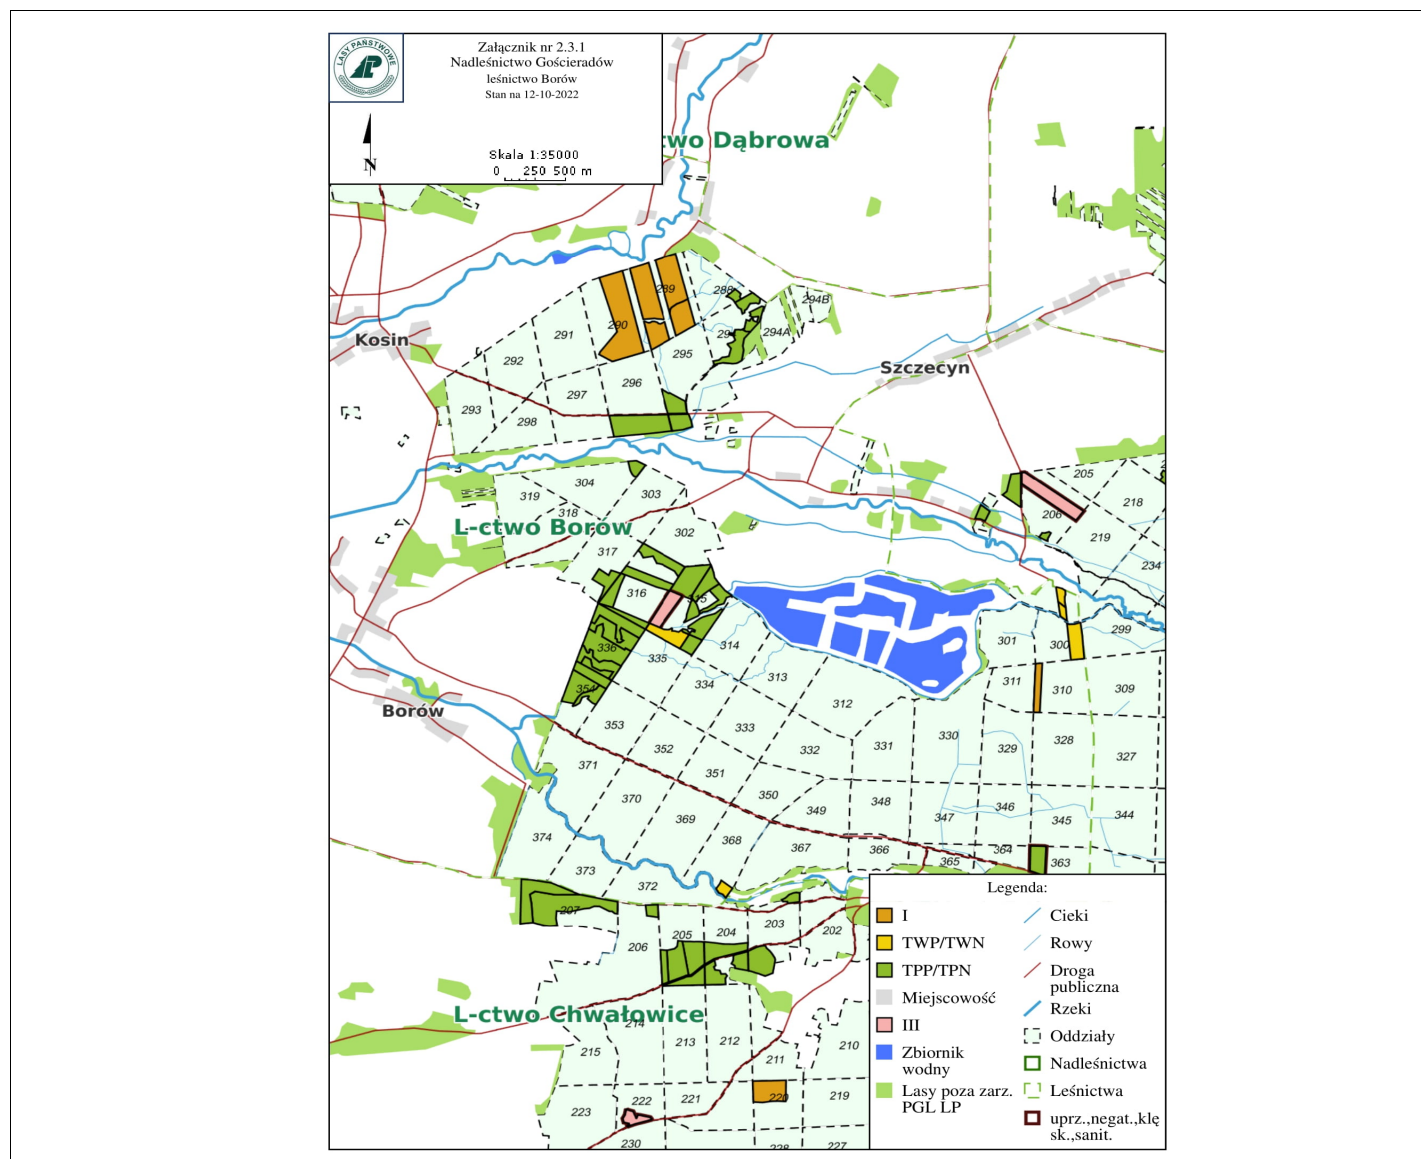 LASY PAŃSTWOWE
Załącznik nr 2.3.1
Nadleśnictwo Gościeradów
leśnictwo Borów
Stan na 12-10-2022
N
Skala 1:35000
0 250 500 m
two Dąbrowa
289
288
294B
290
291
294A
295
292
296
297
293
298
Kosin
Szczecyn
304
319
303
318
302
317
L-ctwo Borów
205
218
206
219
234
316
314
336
335
334
313
354
312
301
300
299
311
310
309
Borów
353
352
333
332
331
330
329
328
327
371
351
350
349
348
347
346
345
344
370
369
368
367
366
365
364
363
374
373
372
207
206
205
204
203
202
L-ctwo Chwałowice
214
215
213
212
211
210
223
222
221
220
219
230
228
227
Legenda:
I
TWP/TWN
TPP/TPN
Miejscowość
III
Zbiornik
wodny
Lasy poza zarz.
PGL LP
Cieki
Rowy
Droga
publiczna
Rzeki
Oddziały
Nadleśnictwa
Leśnictwa
uprz.,negat.,klę
sk.,sanit.